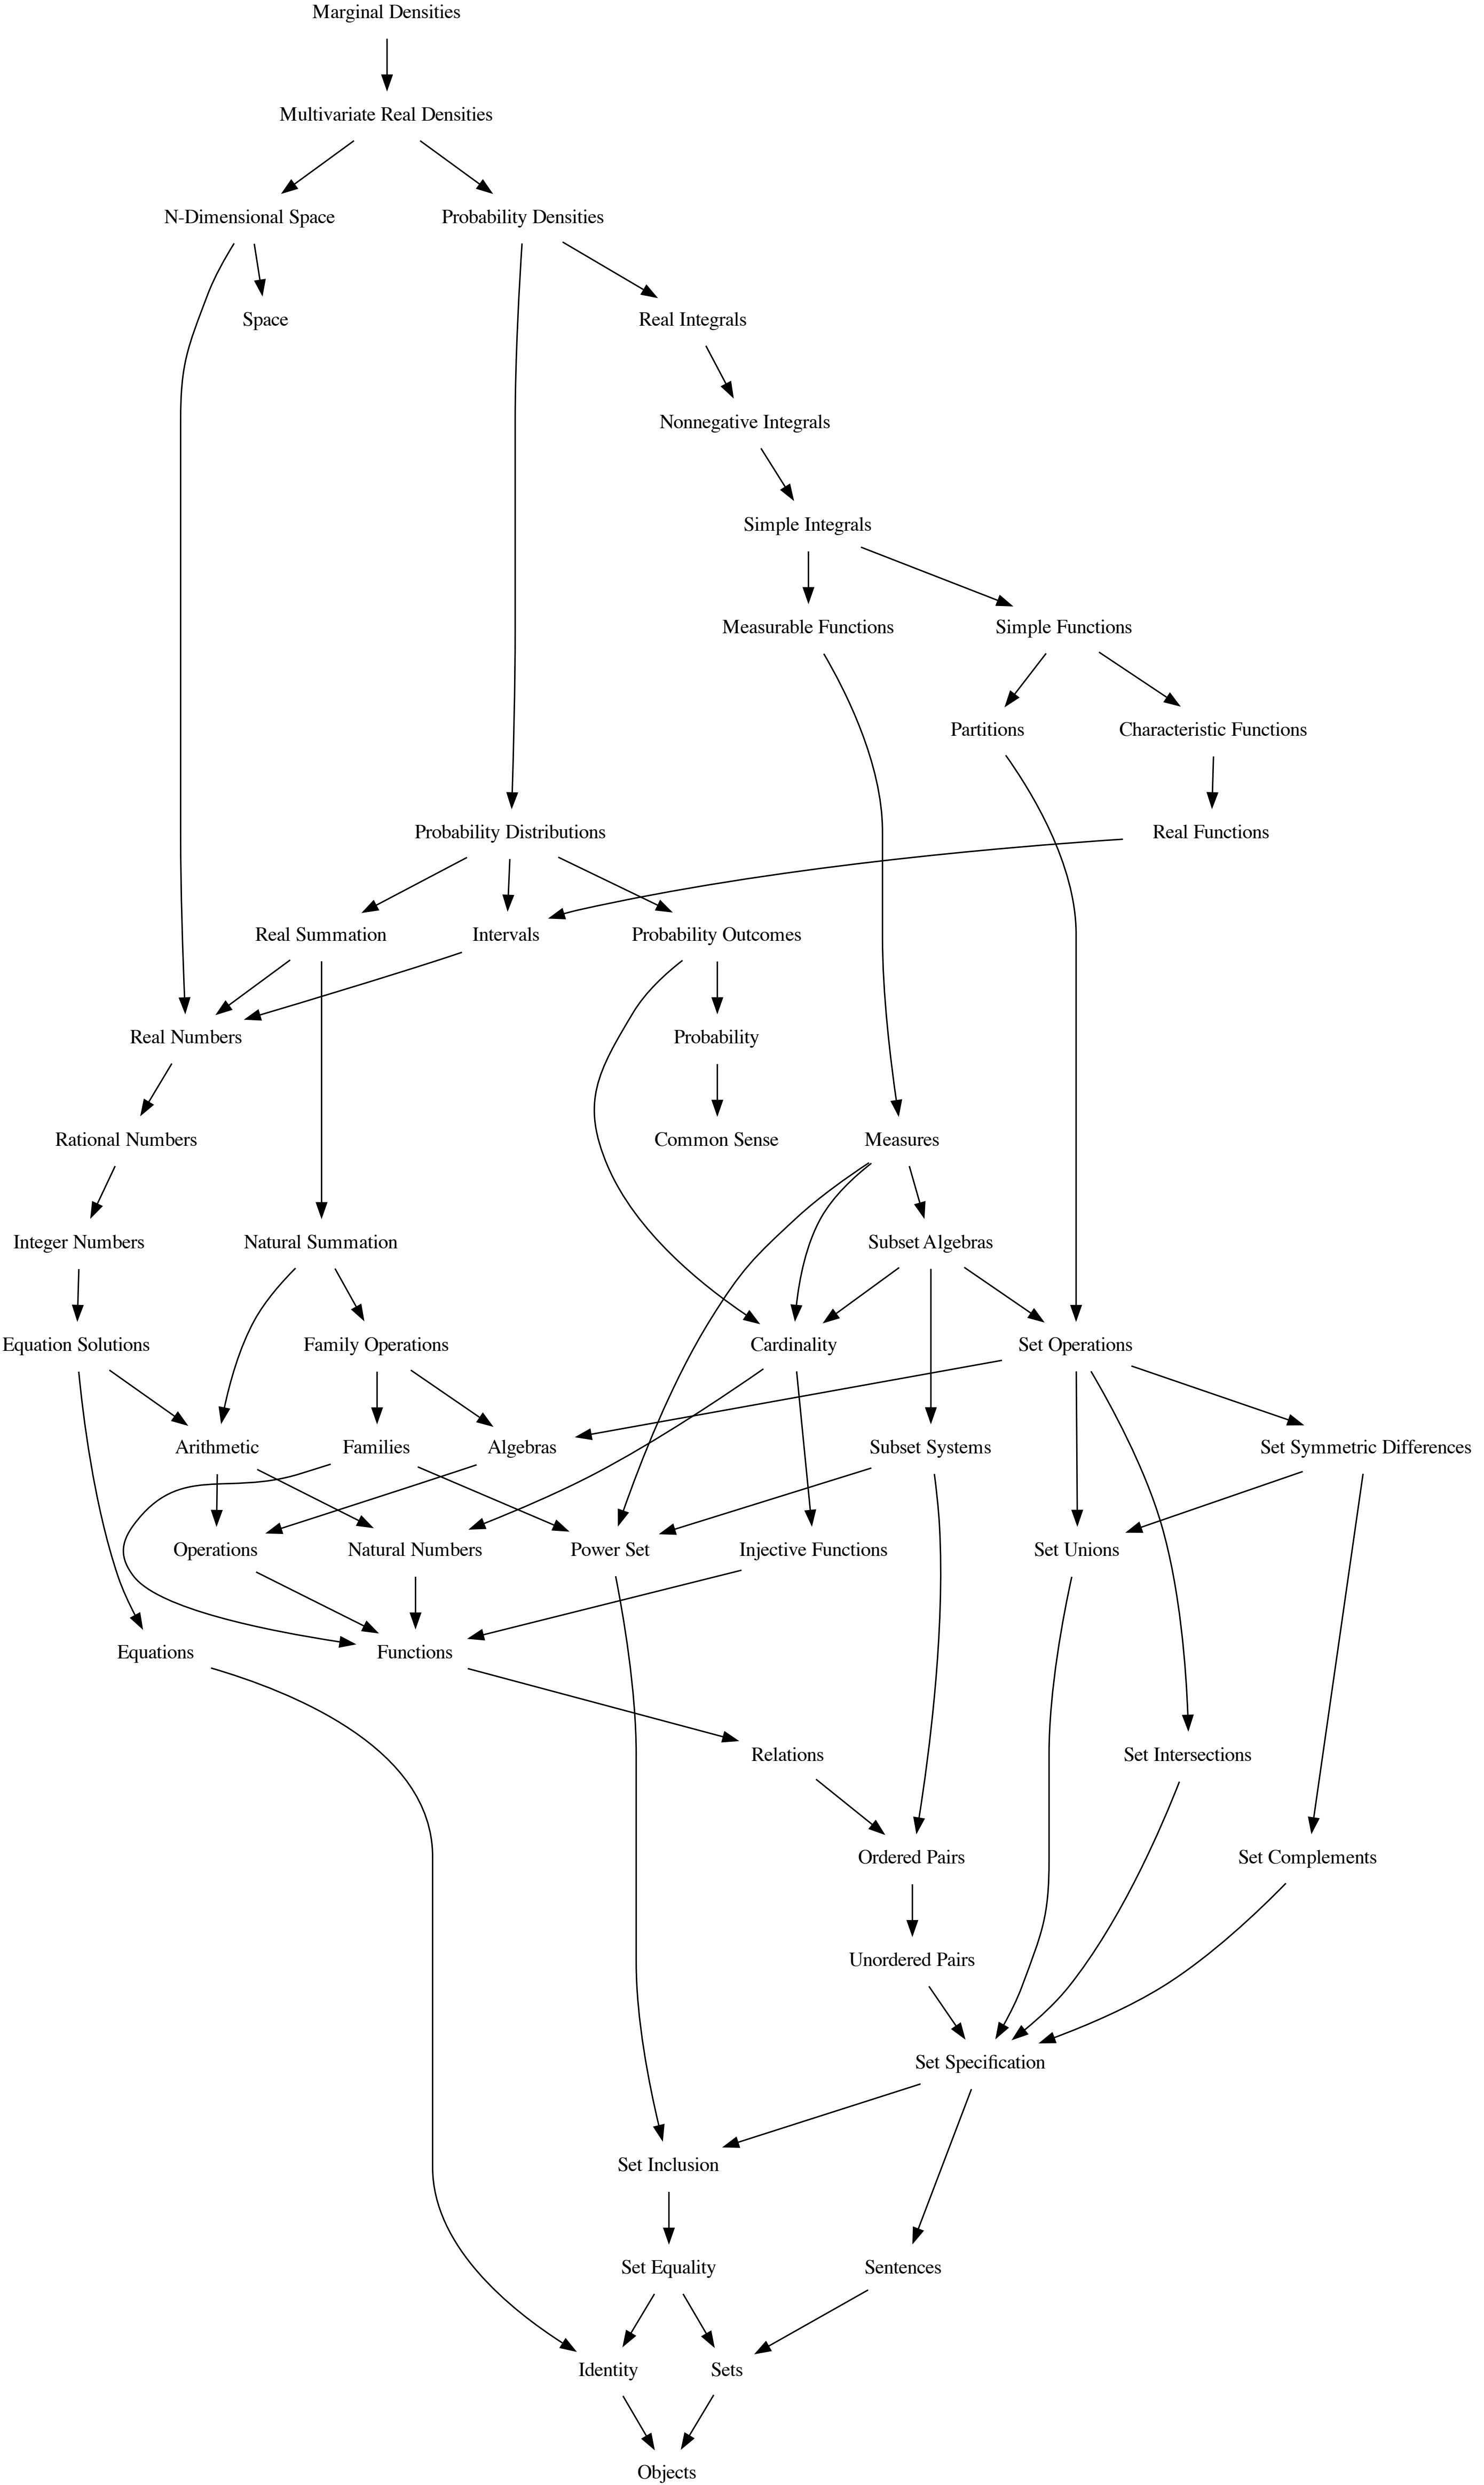 Marginal Densities
Multivariate Real Densities
N-Dimensional Space
Probability Densities
Space
Real Integrals
Nonnegative Integrals
Simple Integrals
Measurable Functions
Simple Functions
Partitions
Characteristic Functions
Probability Distributions
Real Functions
Real Summation
Intervals
Probability Outcomes
Real Numbers
Probability
Rational Numbers
Common Sense
Measures
Integer Numbers
Natural Summation
Subset Algebras
Equation Solutions
Family Operations
Cardinality
Set Operations
Arithmetic
Families
Algebras
Subset Systems
Set Symmetric Differences
Operations
Natural Numbers
Power Set
Injective Functions
Set Unions
Equations
Functions
Relations
Set Intersections
Ordered Pairs
Set Complements
Unordered Pairs
Set Specification
Set Inclusion
Set Equality
Sentences
Identity
Sets
Objects